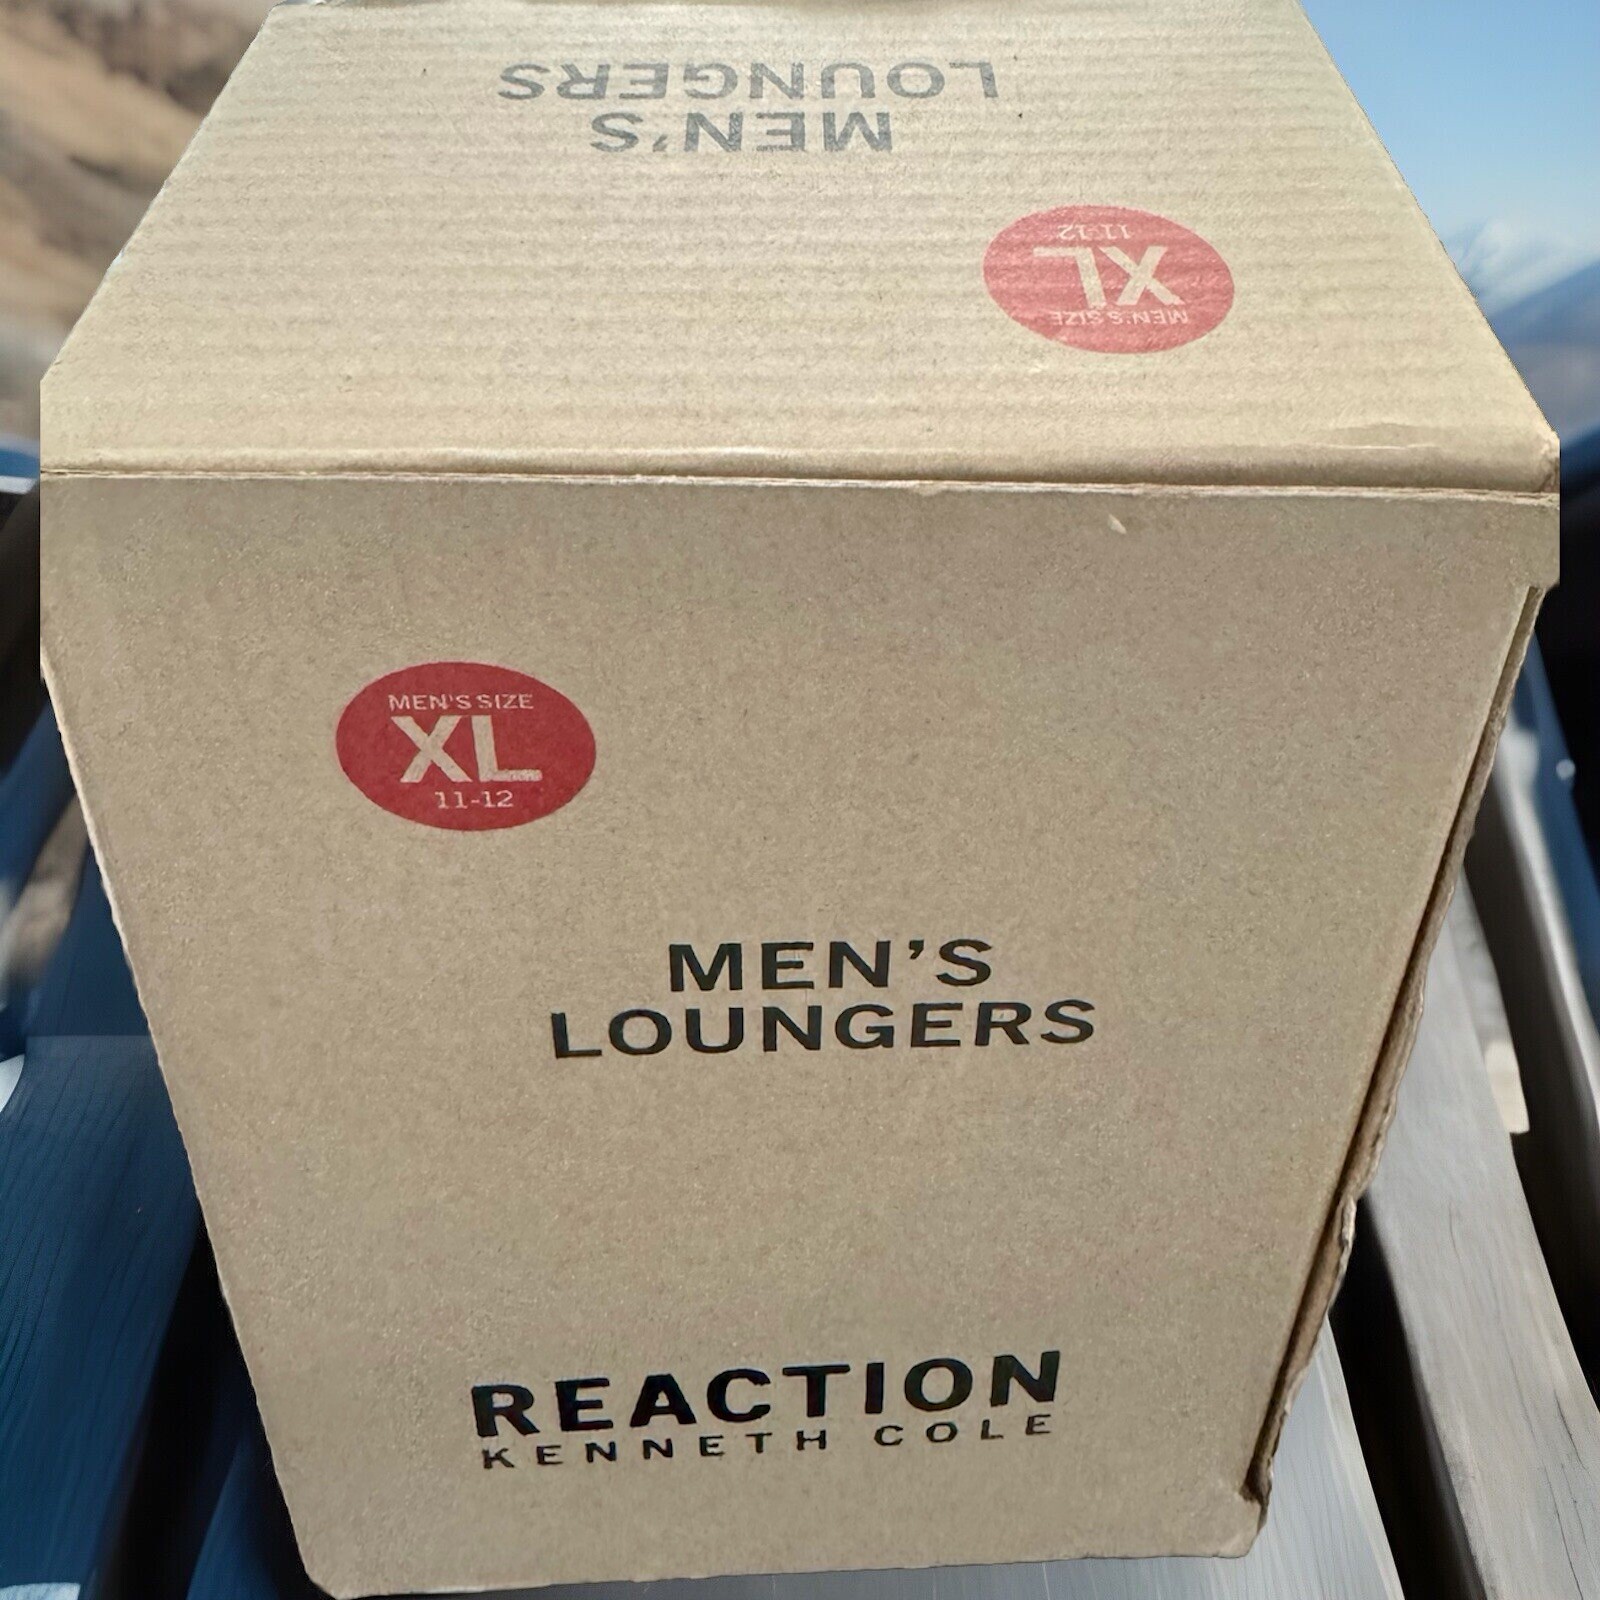 LOUNGERS
MEN'S
11-12
XL
MEN'S SIZE
MEN'S SIZE
XL
11-12
MEN'S
LOUNGERS
REACTION
KENNETH COLE